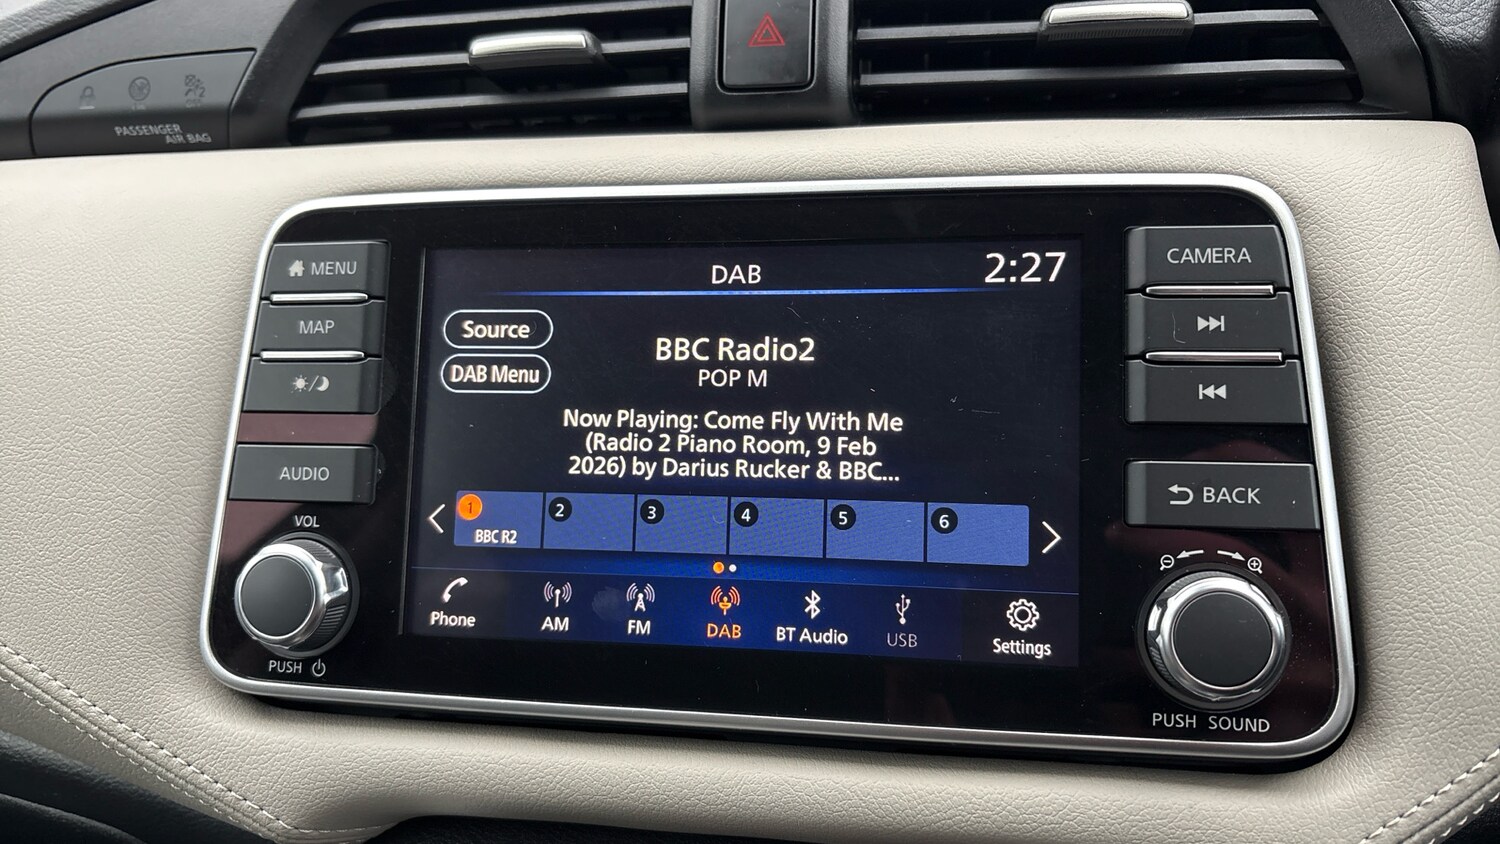 PASSENGER
AIR BAG
MENU
MAP
AUDIO
VOL
PUSH
DAB
2:27
Source
DAB Menu
BBC Radio2
POP M
Now Playing: Come Fly With Me
(Radio 2 Piano Room, 9 Feb
2026) by Darius Rucker & BBC...
1 2 3 4 5 6
BBC R2
Phone AM FM DAB BT Audio USB Settings
CAMERA
BACK
PUSH SOUND